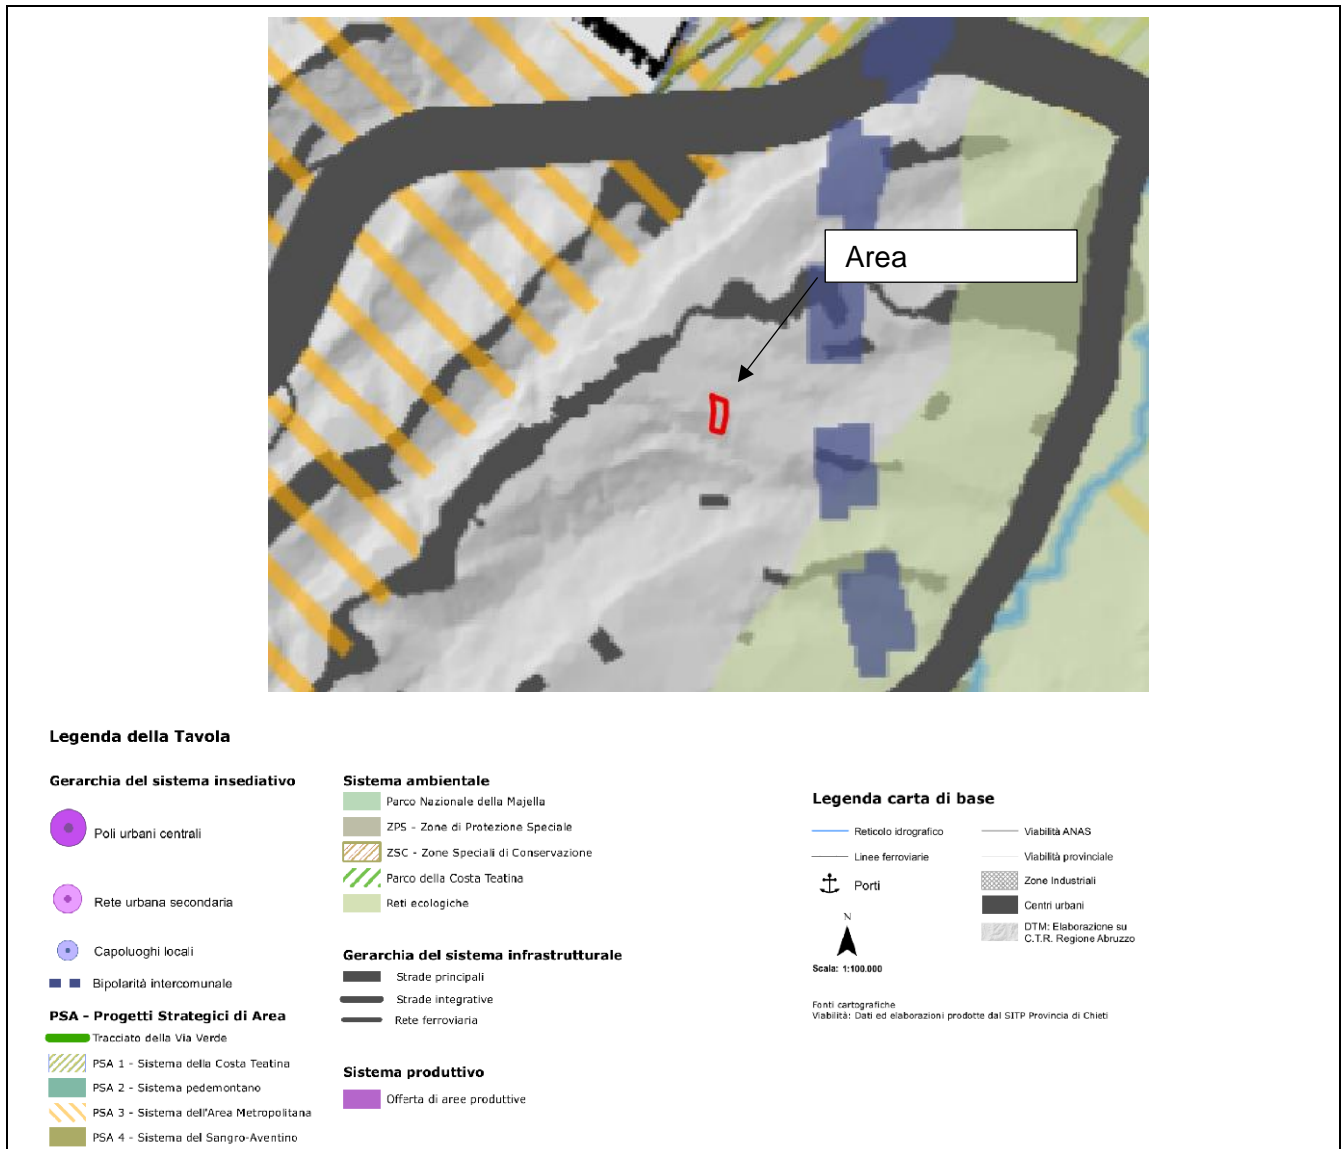 Area
Legenda della Tavola
Gerarchia del sistema insediativo
Poli urbani centrali
Rete urbana secondaria
Capoluoghi locali
Bipolarità intercomunale
PSA - Progetti Strategici di Area
Tracciato della Via Verde
PSA 1 - Sistema della Costa Teatina
PSA 2 - Sistema pedemontano
PSA 3 - Sistema dell'Area Metropolitana
PSA 4 - Sistema del Sangro-Aventino
Sistema ambientale
Parco Nazionale della Majella
ZPS - Zone di Protezione Speciale
ZSC - Zone Speciali di Conservazione
Parco della Costa Teatina
Reti ecologiche
Gerarchia del sistema infrastrutturale
Strade principali
Strade integrative
Rete ferroviaria
Sistema produttivo
Offerta di aree produttive
Legenda carta di base
Reticolo idrografico
Linee ferroviarie
Porti
N
Scala: 1:100.000
Viabilità ANAS
Viabilità provinciale
Zone Industriali
Centri urbani
DTM: Elaborazione su
C.T.R. Regione Abruzzo
Fonti cartografiche
Viabilità: Dati ed elaborazioni prodotte dal SITP Provincia di Chieti